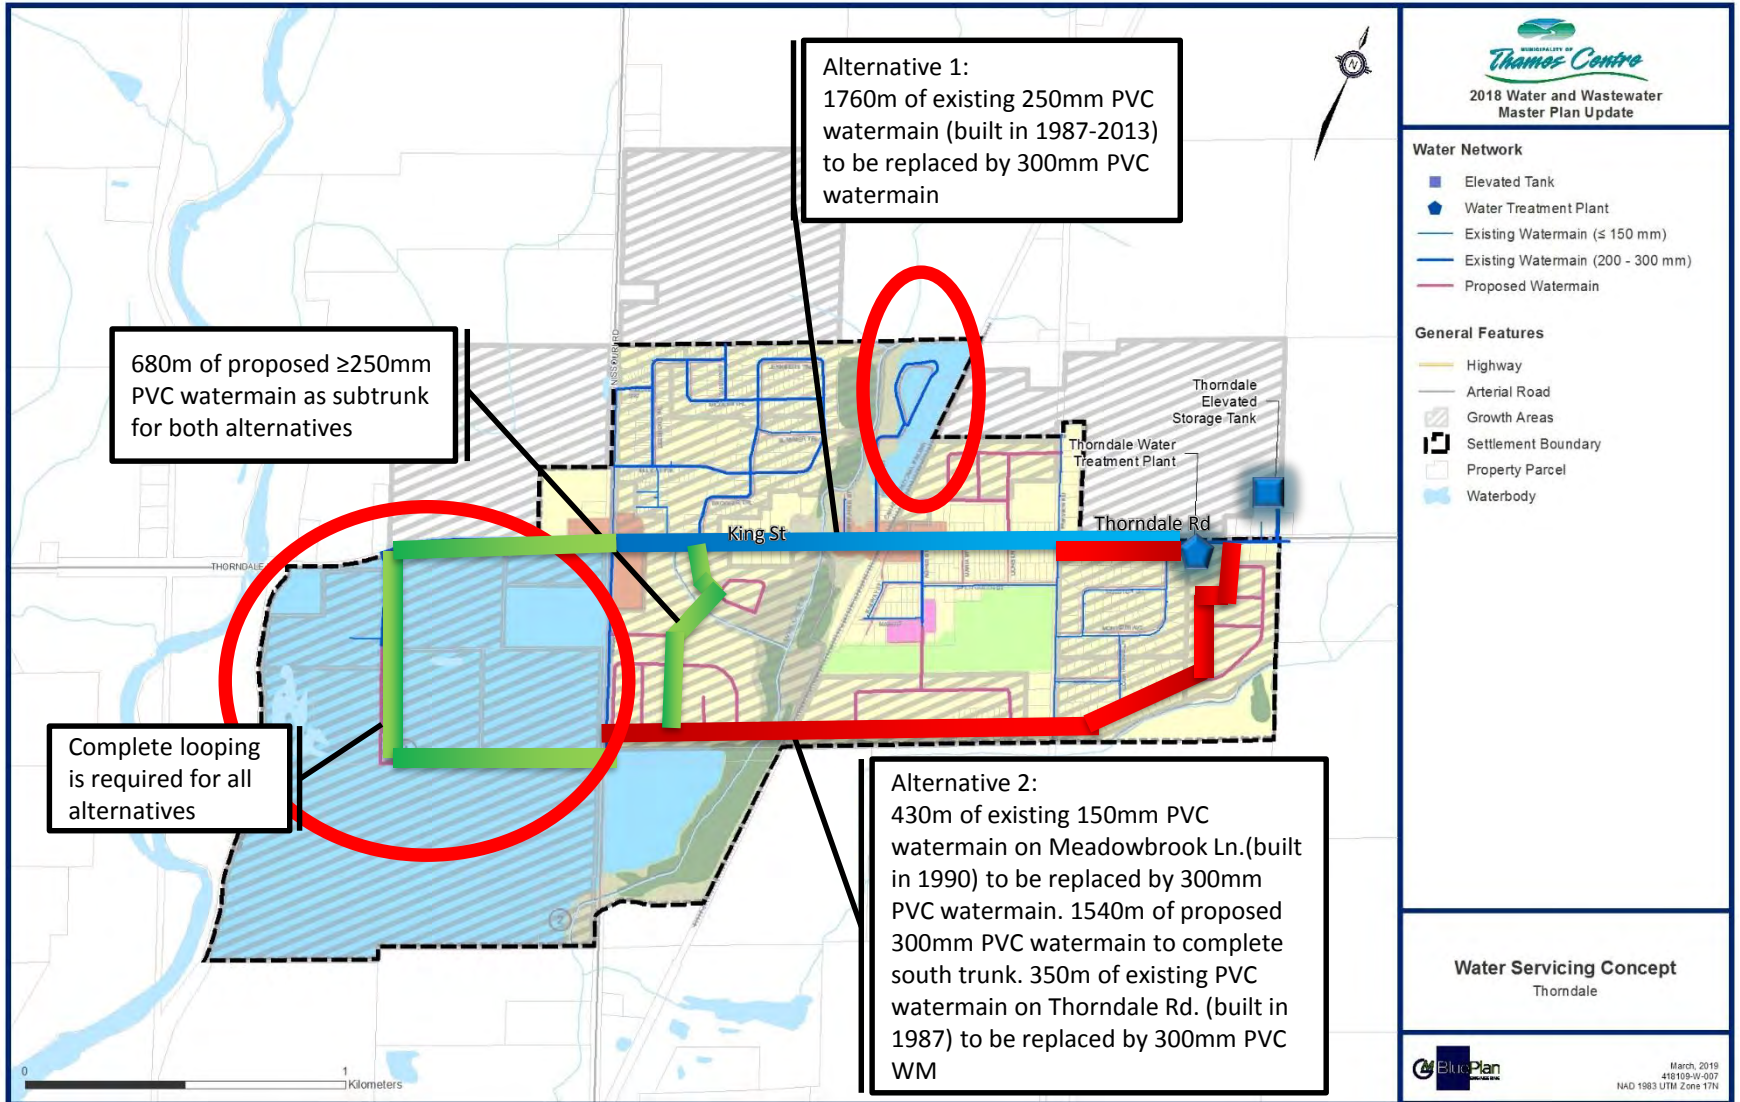 Alternative 1:
1760m of existing 250mm PVC
watermain (built in 1987-2013)
to be replaced by 300mm PVC
watermain
N
680m of proposed ≥250mm
PVC watermain as subtrunk
for both alternatives
NISSOURI RD
Thorndale
Elevated
Storage Tank
Thorndale Water
Treatment Plant
King St
Thorndale Rd
THORNDALE
Complete looping
is required for all
alternatives
Alternative 2:
430m of existing 150mm PVC
watermain on Meadowbrook Ln.(built
in 1990) to be replaced by 300mm
PVC watermain. 1540m of proposed
300mm PVC watermain to complete
south trunk. 350m of existing PVC
watermain on Thorndale Rd. (built in
1987) to be replaced by 300mm PVC
WM
2
0 1
Kilometers
MUNICIPALITY OF
Thames Centre
2018 Water and Wastewater
Master Plan Update
Water Network
Elevated Tank
Water Treatment Plant
Existing Watermain (≤ 150 mm)
Existing Watermain (200 - 300 mm)
Proposed Watermain
General Features
Highway
Arterial Road
Growth Areas
Settlement Boundary
Property Parcel
Waterbody
Water Servicing Concept
Thorndale
GM BluePlan
March, 2019
418109-W-007
NAD 1983 UTM Zone 17N